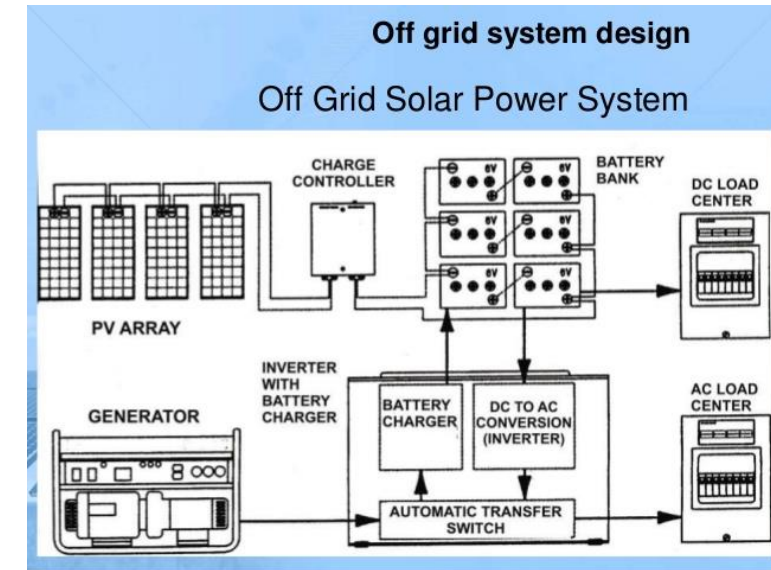 Off grid system design
Off Grid Solar Power System
CHARGE
CONTROLLER
6V
6V
6V
6V
6V
6V
BATTERY
BANK
DC LOAD
CENTER
PV ARRAY
INVERTER
WITH
BATTERY
CHARGER
BATTERY
CHARGER
DC TO AC
CONVERSION
(INVERTER)
AC LOAD
CENTER
GENERATOR
AUTOMATIC TRANSFER
SWITCH